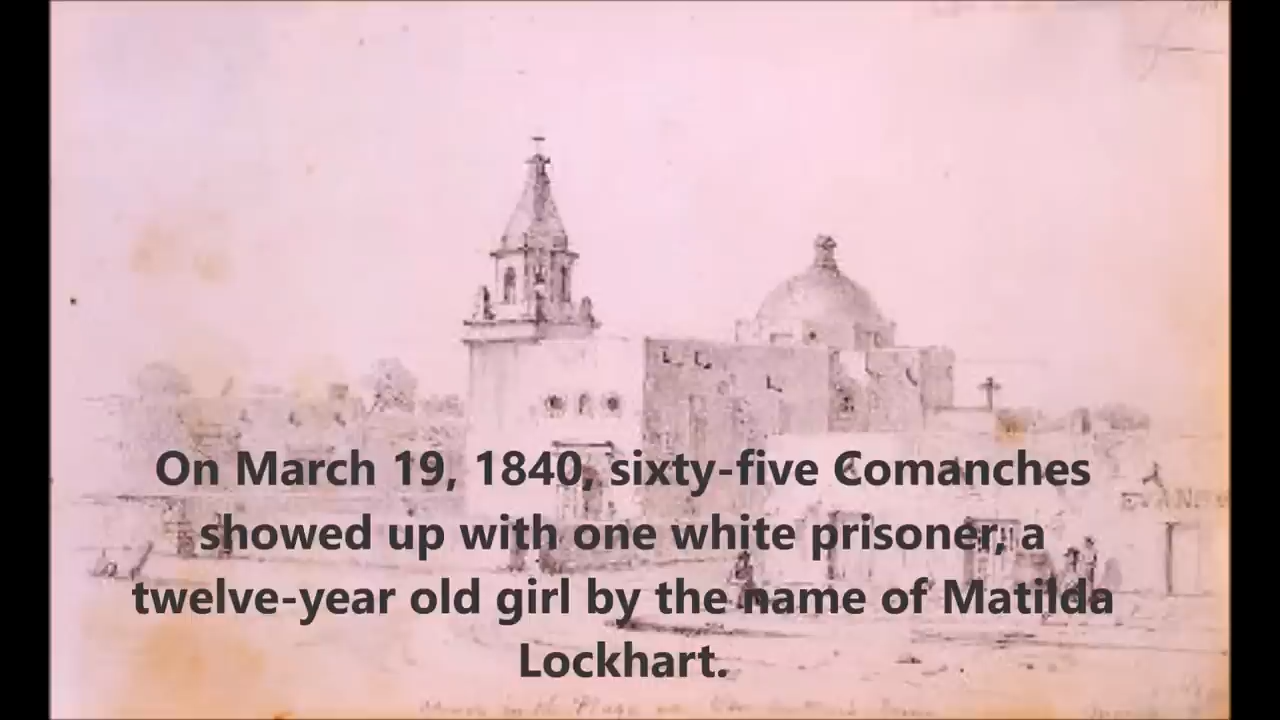 On March 19, 1840, sixty-five Comanches
showed up with one white prisoner, a
twelve-year old girl by the name of Matilda
Lockhart.